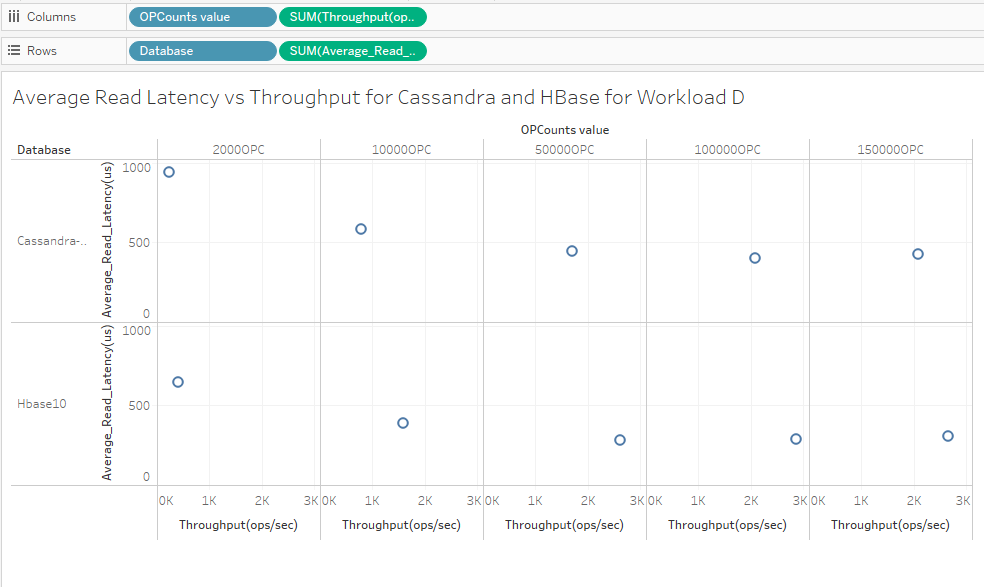 Columns OPCounts value SUM(Throughput(op..
Rows Database SUM(Average_Read_..
Average Read Latency vs Throughput for Cassandra and HBase for Workload D
OPCounts value
Database 2000OPC 10000OPC 50000OPC 100000OPC 150000OPC
Cassandra-..
Average_Read_Latency(us)
1000
500
0
Hbase10
Average_Read_Latency(us)
1000
500
0
0K 1K 2K 3K 0K 1K 2K 3K 0K 1K 2K 3K 0K 1K 2K 3K 0K 1K 2K 3K
Throughput(ops/sec) Throughput(ops/sec) Throughput(ops/sec) Throughput(ops/sec) Throughput(ops/sec)